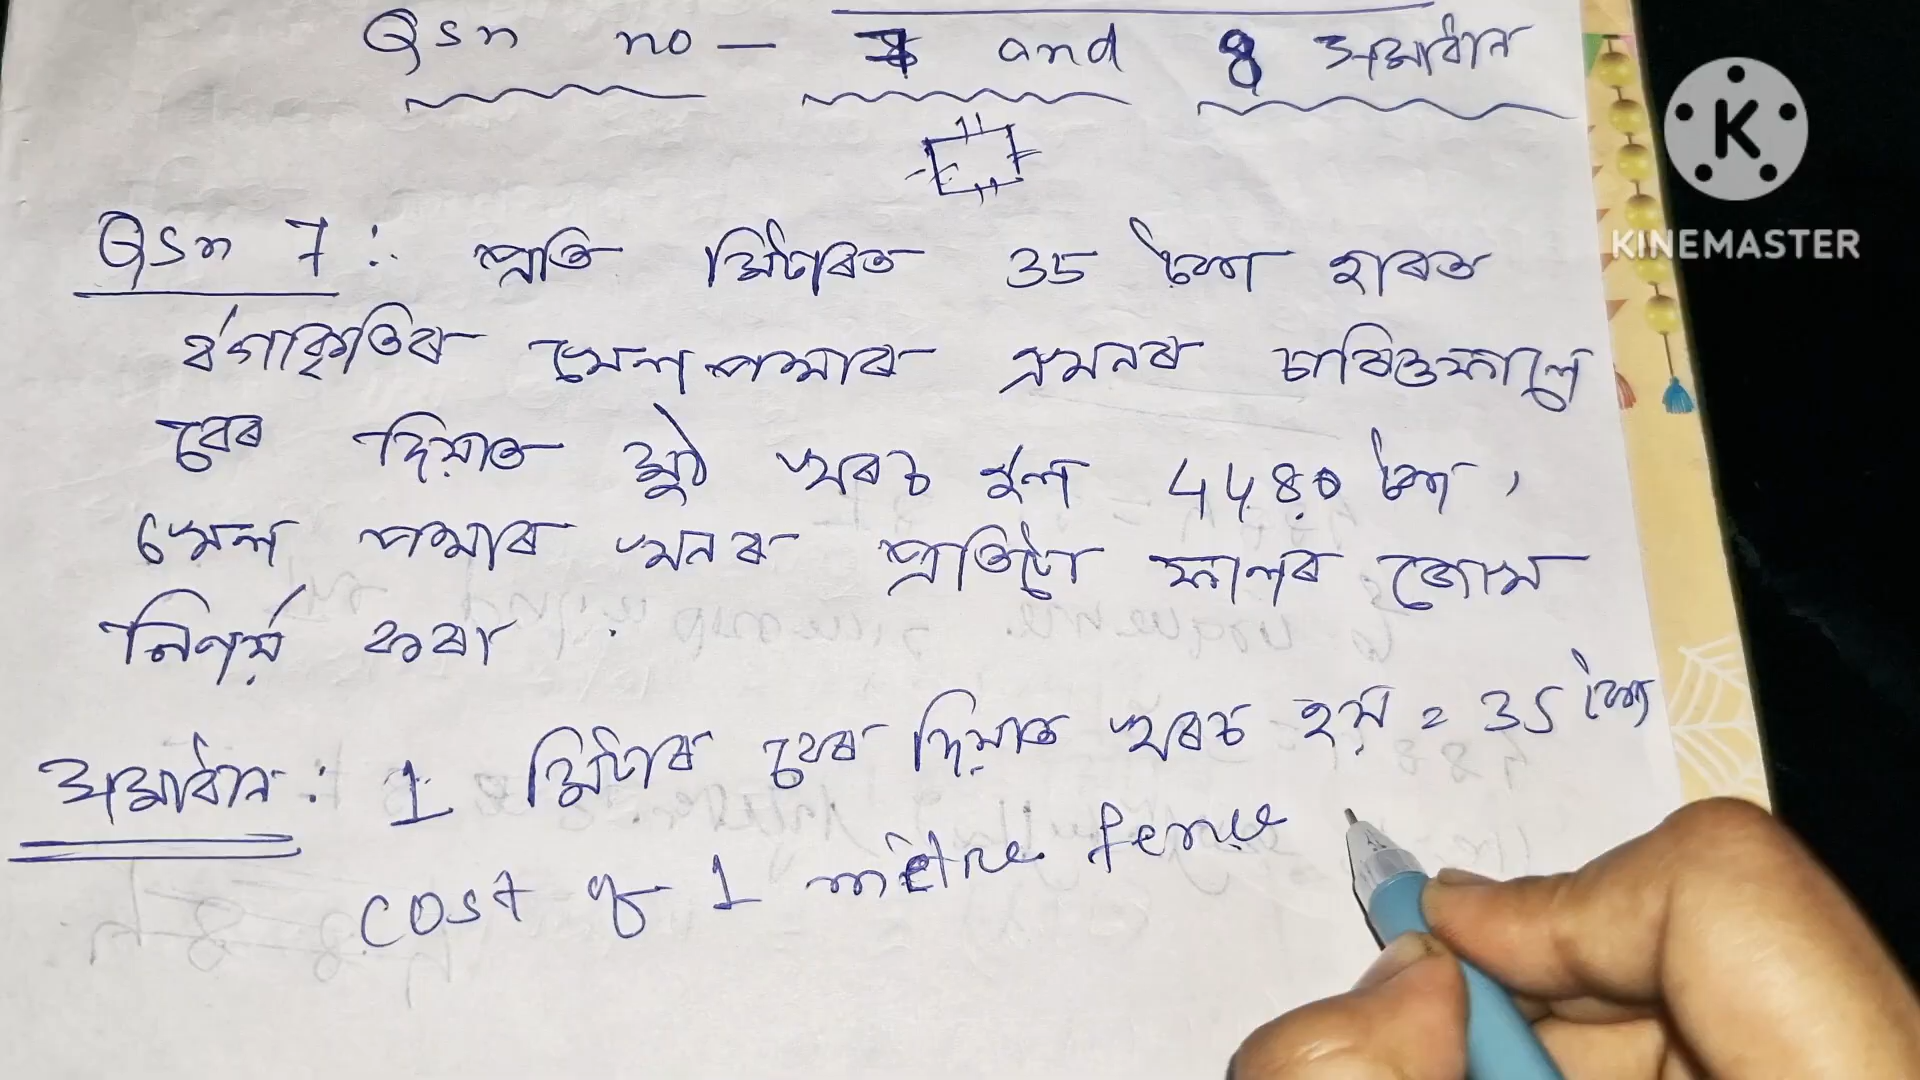 Qsn no — 7 and 8 সমাধান
Qsn 7 : প্ৰতি মিটাৰত 35 টকা হাৰত
বৰ্গাকৃতিৰ খেলপথাৰ এখনৰ চাৰিওফালে
বেৰ দিয়াত মুঠ খৰচ হ'ল 4480 টকা,
খেল পথাৰ খনৰ প্ৰতিটো ফালৰ জোখ
নিৰ্ণয় কৰা
সমাধান : 1 মিটাৰ বেৰ দিয়াত খৰচ হয় = 35 টকা
cost of 1 metre fence
KINEMASTER